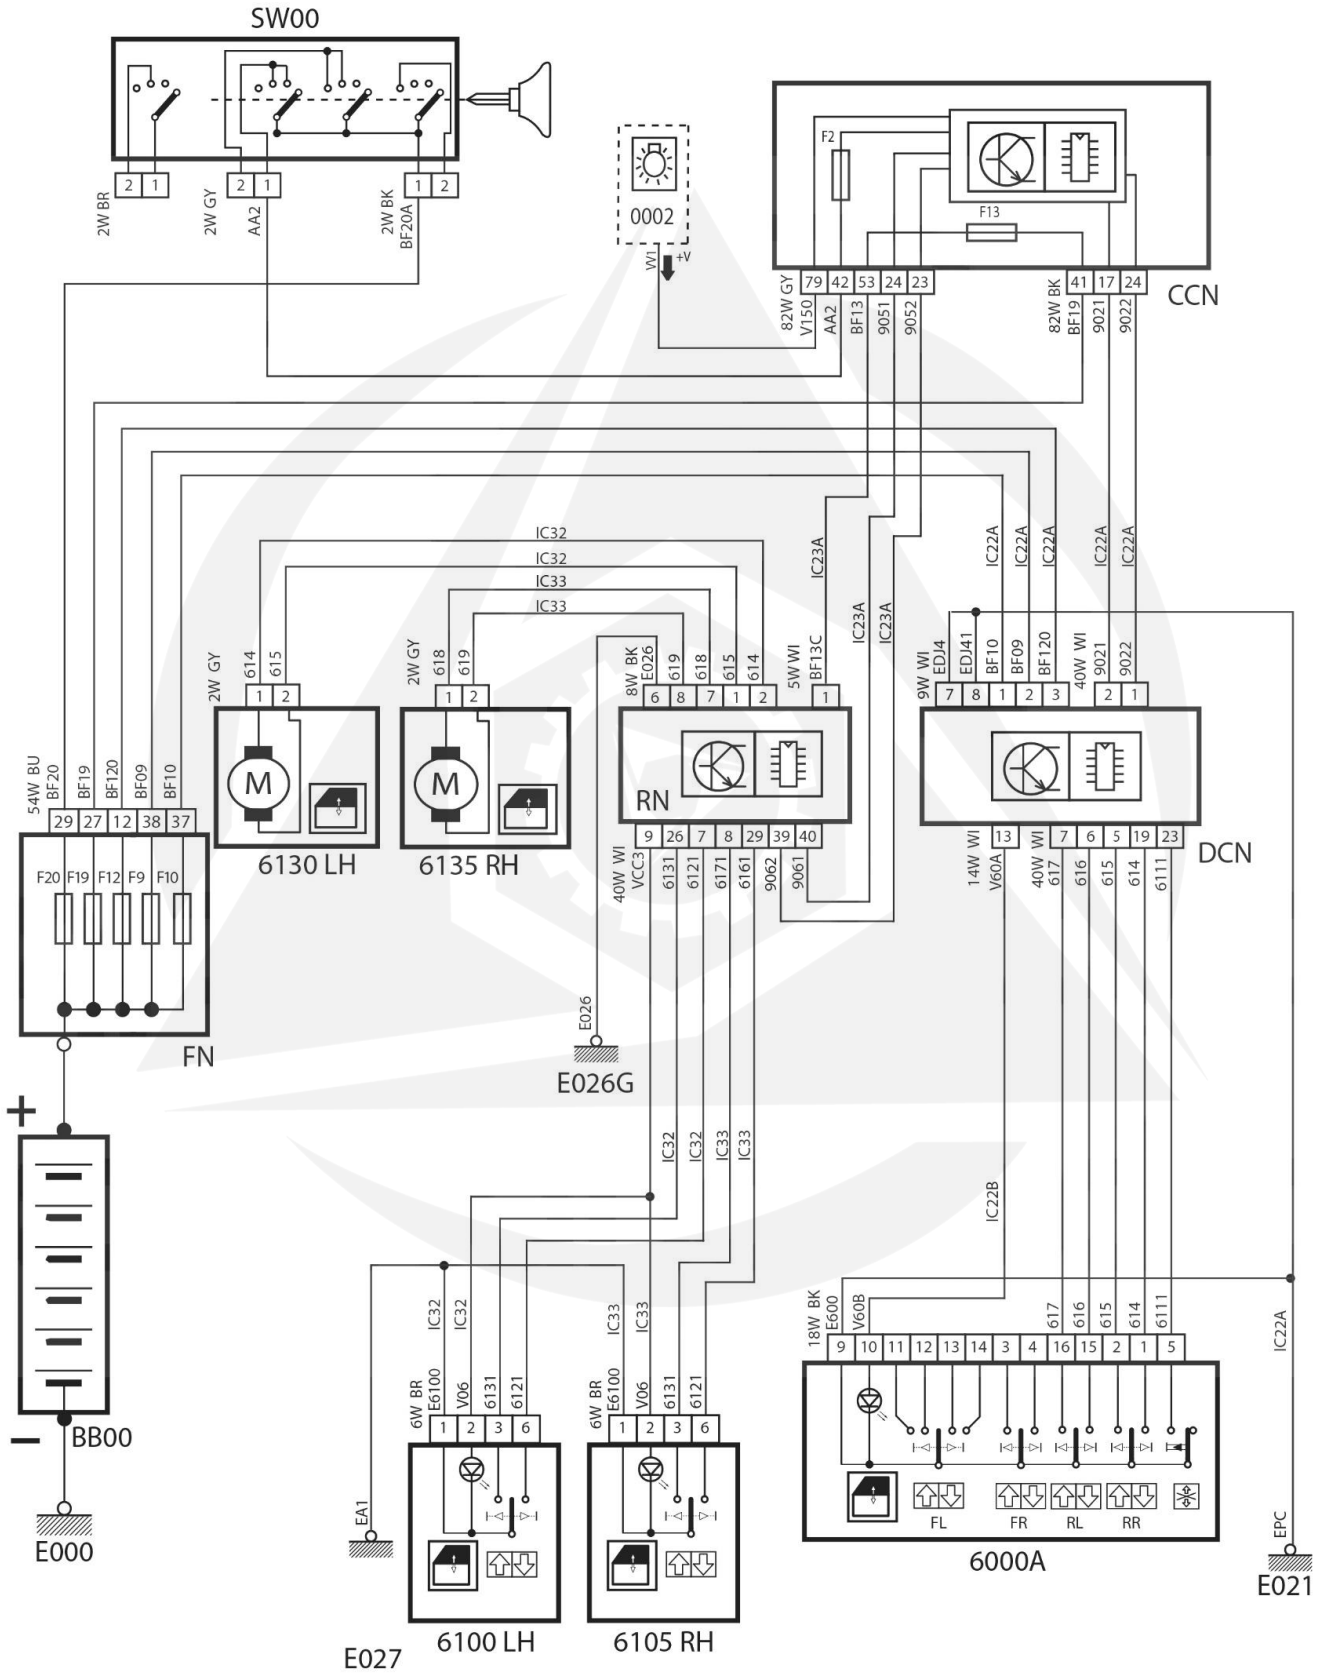 SW00
2 1
2 1
1 2
2W BR
2W GY
AA2
2W BK
BF20A
0002
VV1
+V
F2
F13
79 42 53 24 23
41 17 24
CCN
82W GY
V150
AA2
BF13
9051
9052
82W BK
BF19
9021
9022
IC32
IC32
IC33
IC33
IC23A
IC23A
IC23A
IC22A
IC22A
IC22A
IC22A
IC22A
2W GY
614
615
1 2
M
6130 LH
2W GY
618
619
1 2
M
6135 RH
8W BK
E026
619
618
615
614
6 8 7 1 2
5W WI
BF13C
1
RN
9 26 7 8 29 39 40
40W WI
VCC3
6131
6121
6171
6161
9062
9061
9W WI
EDJ4
EDJ41
BF10
BF09
BF120
7 8 1 2 3
40W WI
9021
9022
2 1
DCN
13
7 6 5 19 23
14W WI
V60A
40W WI
617
616
615
614
6111
54W BU
BF20
BF19
BF120
BF09
BF10
29 27 12 38 37
F20 F19 F12 F9 F10
FN
+
−
BB00
E000
E026
E026G
IC32
IC32
IC33
IC33
IC22B
IC32
IC32
IC33
IC33
EA1
E027
6W BR
E6100
V06
6131
6121
1 2 3 6
6100 LH
6W BR
E6100
V06
6131
6121
1 2 3 6
6105 RH
18W BK
E600
V60B
617
616
615
614
6111
9 10 11 12 13 14 3 4 16 15 2 1 5
FL FR RL RR
6000A
IC22A
EPC
E021